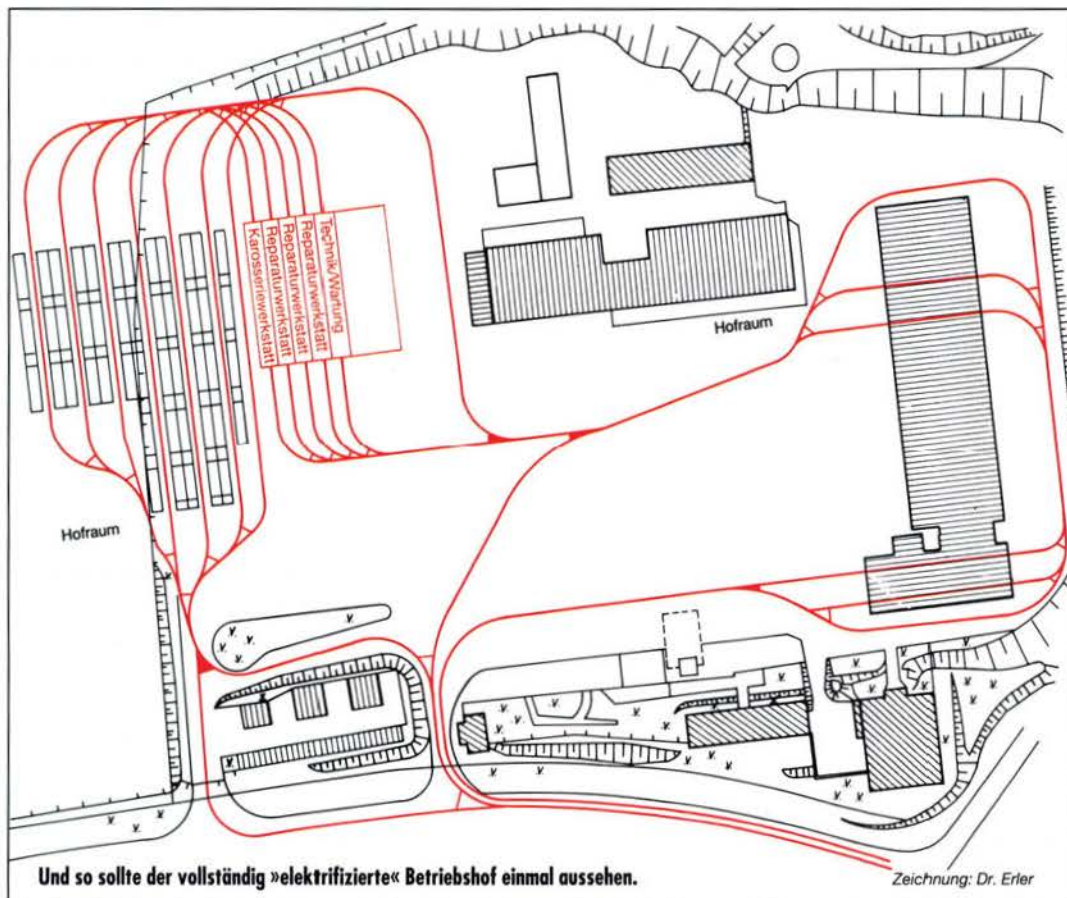 Technik/Wartung
Reparaturwerkstatt
Reparaturwerkstatt
Reparaturwerkstatt
Karosseriewerkstatt
Hofraum
Hofraum
Und so sollte der vollständig »elektrifizierte« Betriebshof einmal aussehen.
Zeichnung: Dr. Erler